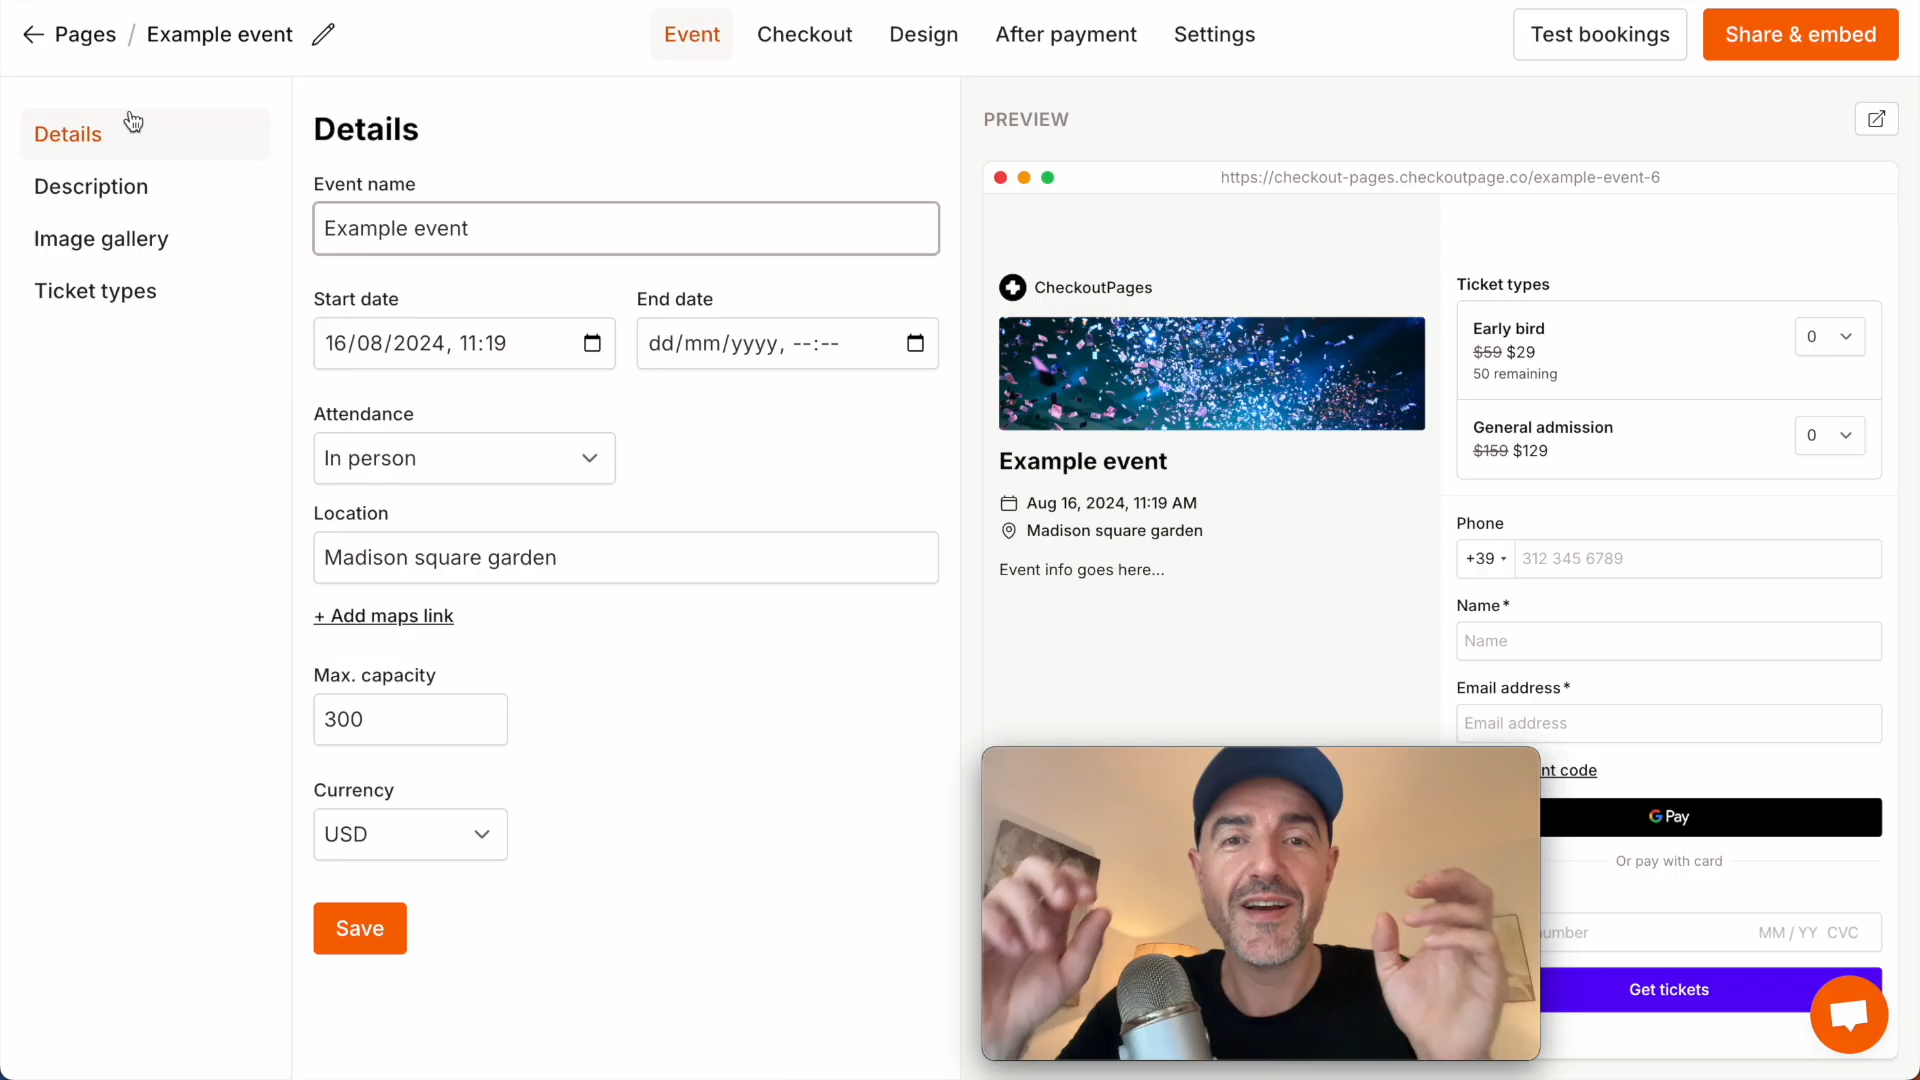 Pages / Example event
Event
Checkout
Design
After payment
Settings
Test bookings
Share & embed
Details
Description
Image gallery
Ticket types
Details
Event name
Example event
Start date
End date
16/08/2024, 11:19
dd/mm/yyyy, --:--
Attendance
In person
Location
Madison square garden
+ Add maps link
Max. capacity
300
Currency
USD
Save
PREVIEW
https://checkout-pages.checkoutpage.co/example-event-6
CheckoutPages
Example event
Aug 16, 2024, 11:19 AM
Madison square garden
Event info goes here...
Ticket types
Early bird
$59 $29
50 remaining
0
General admission
$159 $129
0
Phone
+39
312 345 6789
Name*
Name
Email address*
Email address
code
G Pay
Or pay with card
MM / YY CVC
Get tickets